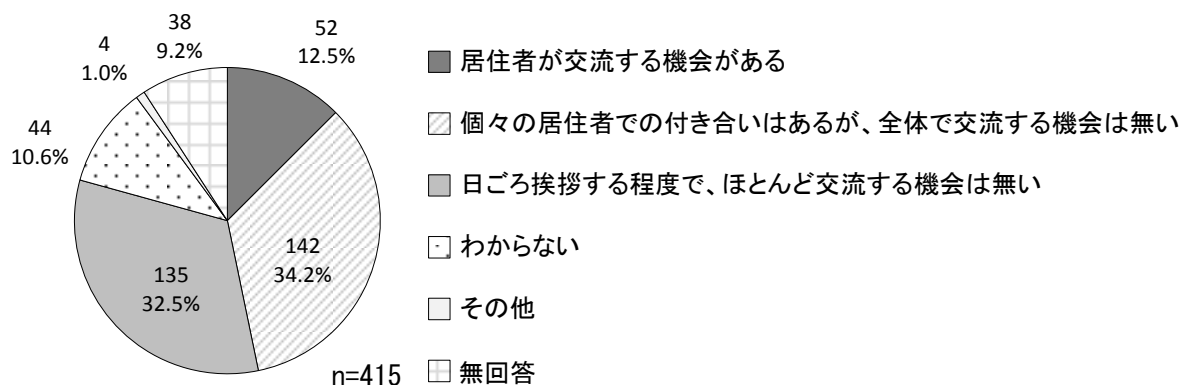 38
9.2%
52
12.5%
4
1.0%
44
10.6%
142
34.2%
135
32.5%
n=415
居住者が交流する機会がある
個々の居住者での付き合いはあるが、全体で交流する機会は無い
日ごろ挨拶する程度で、ほとんど交流する機会は無い
わからない
その他
無回答